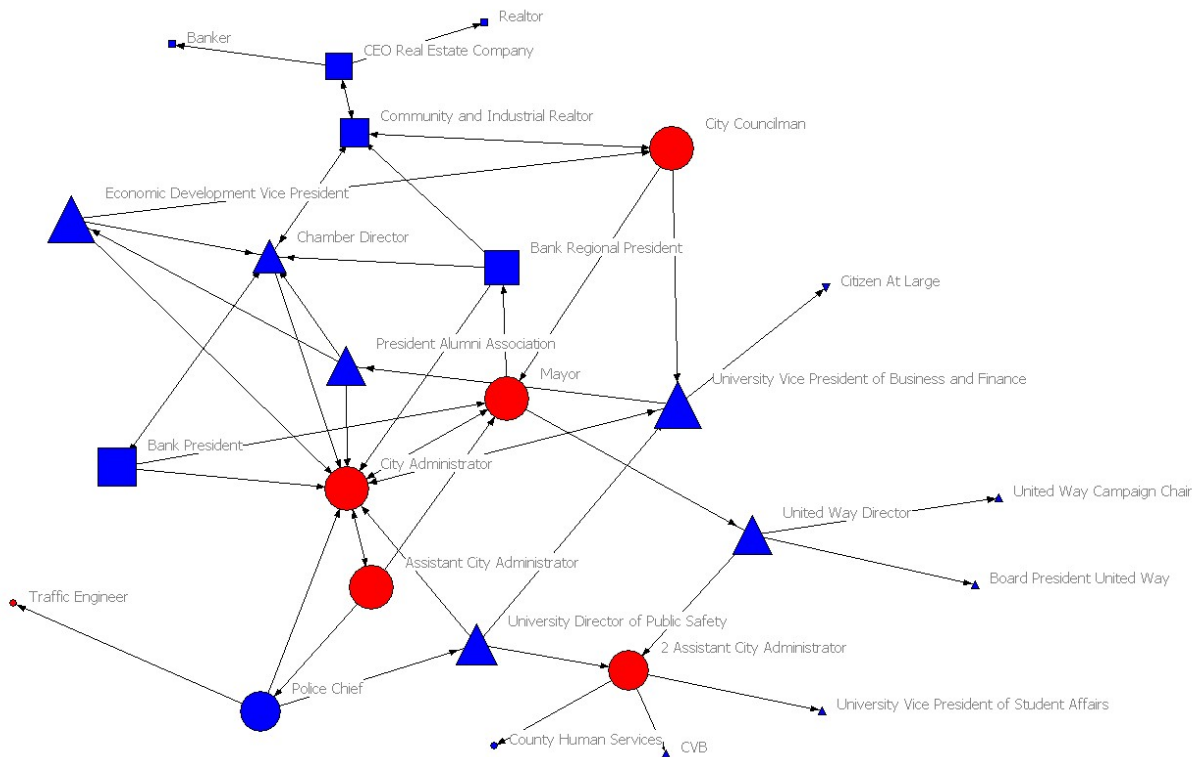 Realtor
Banker
CEO Real Estate Company
Community and Industrial Realtor
City Councilman
Economic Development Vice President
Chamber Director
Bank Regional President
Citizen At Large
President Alumni Association
Mayor
University Vice President of Business and Finance
Bank President
City Administrator
United Way Campaign Chair
United Way Director
Assistant City Administrator
Board President United Way
Traffic Engineer
University Director of Public Safety
2 Assistant City Administrator
Police Chief
University Vice President of Student Affairs
County Human Services
CVB